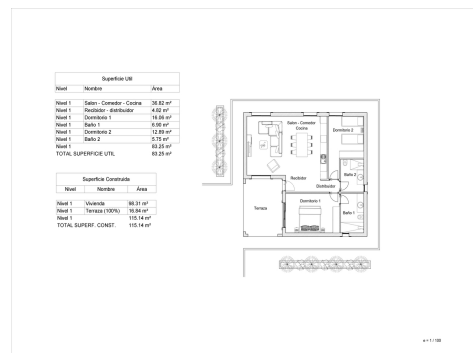 Superficie Util
Nivel Nombre Área
Nivel 1 Salon - Comedor - Cocina 36.82 m²
Nivel 1 Recibidor - distribuidor 4.82 m²
Nivel 1 Dormitorio 1 16.06 m²
Nivel 1 Baño 1 6.90 m²
Nivel 1 Dormitorio 2 12.89 m²
Nivel 1 Baño 2 5.75 m²
Nivel 1 83.25 m²
TOTAL SUPERFICIE UTIL 83.25 m²
Superficie Construida
Nivel Nombre Área
Nivel 1 Vivienda 98.31 m²
Nivel 1 Terraza (100%) 16.84 m²
Nivel 1 115.14 m²
TOTAL SUPERF. CONST. 115.14 m²
Salon - Comedor
Cocina
Dormitorio 2
Baño 2
Recibidor
Distribuidor
Dormitorio 1
Terraza
Baño 1
e = 1 / 100